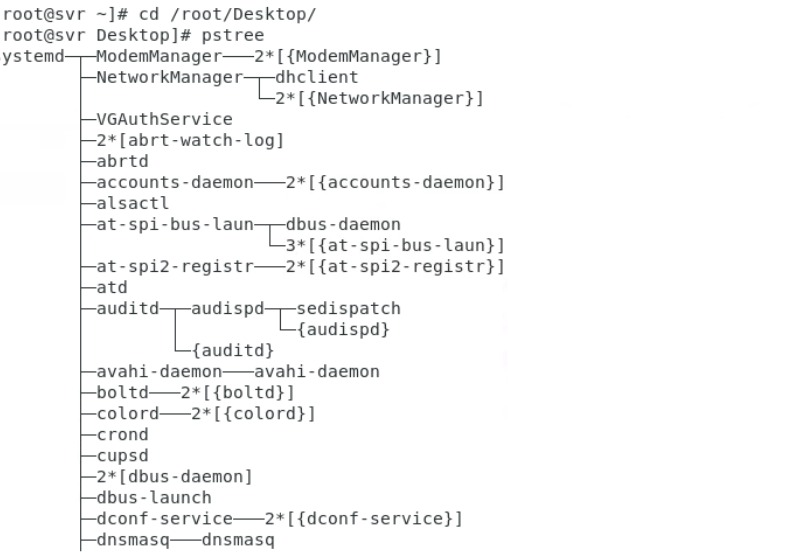 root@svr ~]# cd /root/Desktop/
root@svr Desktop]# pstree
ystemd─┬─ModemManager───2*[{ModemManager}]
       ├─NetworkManager─┬─dhclient
       │                └─2*[{NetworkManager}]
       ├─VGAuthService
       ├─2*[abrt-watch-log]
       ├─abrtd
       ├─accounts-daemon───2*[{accounts-daemon}]
       ├─alsactl
       ├─at-spi-bus-laun─┬─dbus-daemon
       │                 └─3*[{at-spi-bus-laun}]
       ├─at-spi2-registr───2*[{at-spi2-registr}]
       ├─atd
       ├─auditd─┬─audispd─┬─sedispatch
       │        │         └─{audispd}
       │        └─{auditd}
       ├─avahi-daemon───avahi-daemon
       ├─boltd───2*[{boltd}]
       ├─colord───2*[{colord}]
       ├─crond
       ├─cupsd
       ├─2*[dbus-daemon]
       ├─dbus-launch
       ├─dconf-service───2*[{dconf-service}]
       ├─dnsmasq───dnsmasq